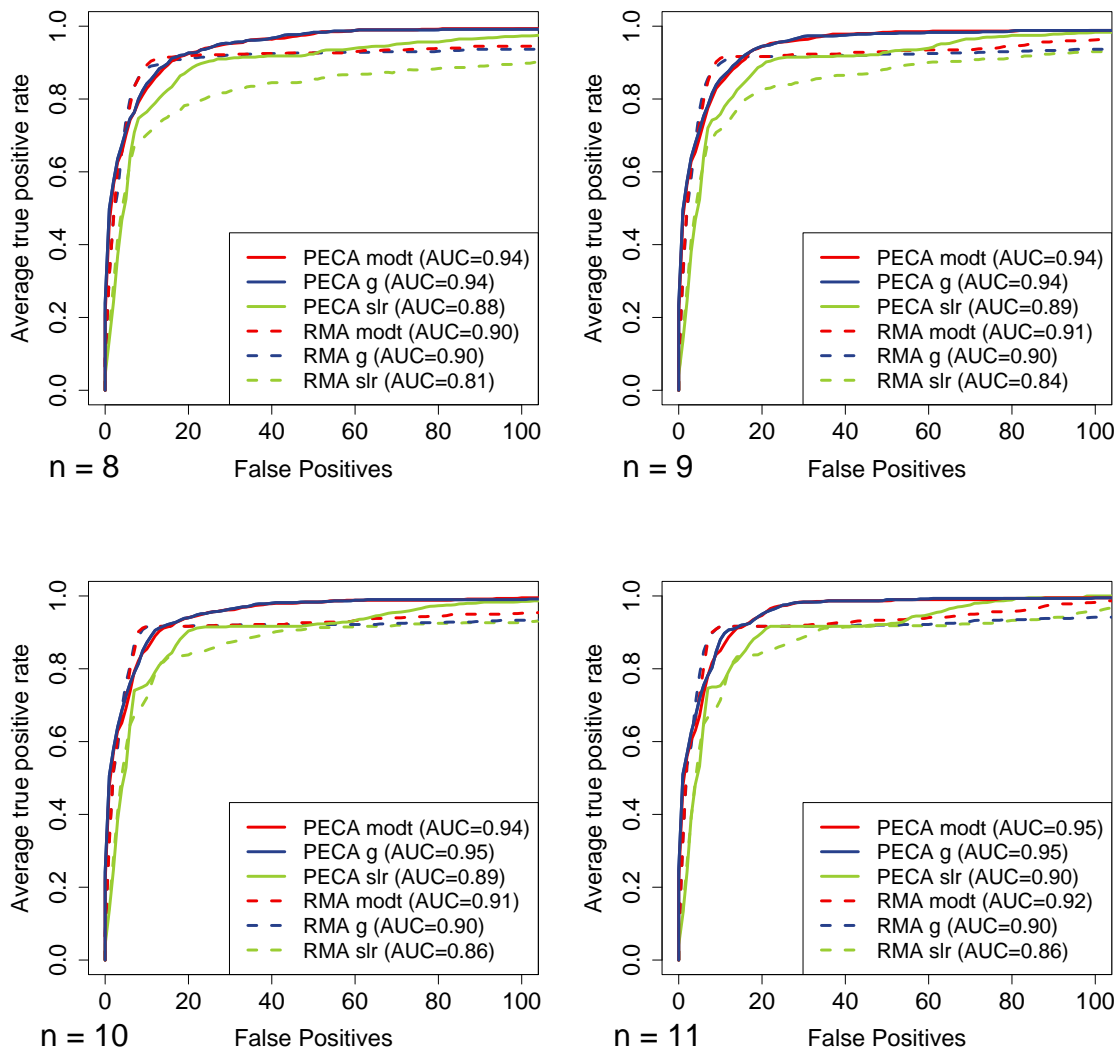 Average true positive rate
1.0
0.8
0.6
0.4
0.2
0.0
PECA modt (AUC=0.94)
PECA g (AUC=0.94)
PECA slr (AUC=0.88)
RMA modt (AUC=0.90)
RMA g (AUC=0.90)
RMA slr (AUC=0.81)
0 20 40 60 80 100
n = 8 False Positives
Average true positive rate
1.0
0.8
0.6
0.4
0.2
0.0
PECA modt (AUC=0.94)
PECA g (AUC=0.94)
PECA slr (AUC=0.89)
RMA modt (AUC=0.91)
RMA g (AUC=0.90)
RMA slr (AUC=0.84)
0 20 40 60 80 100
n = 9 False Positives
Average true positive rate
1.0
0.8
0.6
0.4
0.2
0.0
PECA modt (AUC=0.94)
PECA g (AUC=0.95)
PECA slr (AUC=0.89)
RMA modt (AUC=0.91)
RMA g (AUC=0.90)
RMA slr (AUC=0.86)
0 20 40 60 80 100
n = 10 False Positives
Average true positive rate
1.0
0.8
0.6
0.4
0.2
0.0
PECA modt (AUC=0.95)
PECA g (AUC=0.95)
PECA slr (AUC=0.90)
RMA modt (AUC=0.92)
RMA g (AUC=0.90)
RMA slr (AUC=0.86)
0 20 40 60 80 100
n = 11 False Positives